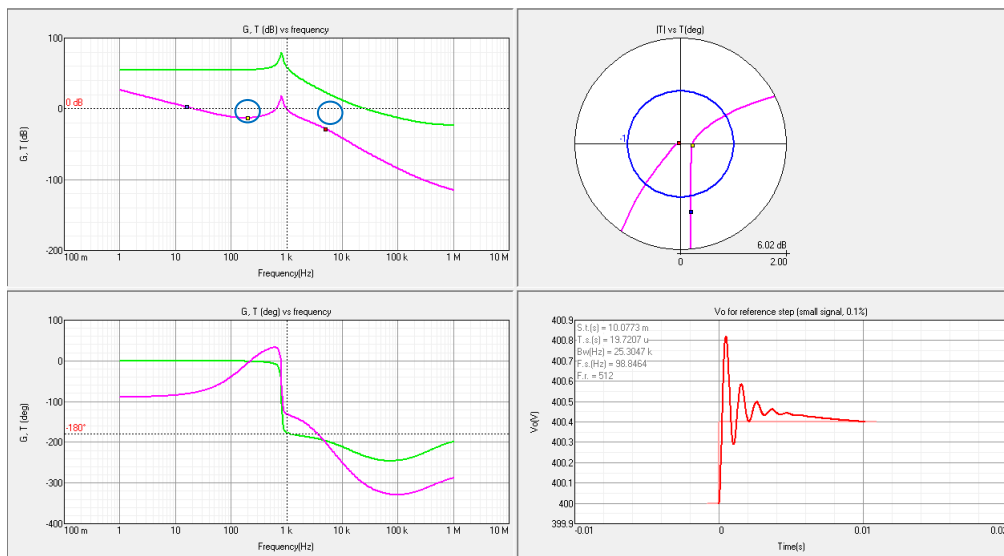 G, T (dB) vs frequency
100
0 dB
0
-100
-200
G, T (dB)
100 m
1
10
100
1 k
10 k
100 k
1 M
10 M
Frequency(Hz)
|T| vs T(deg)
-1
6.02 dB
0
2.00
G, T (deg) vs frequency
100
0
-100
-180°
-200
-300
-400
G, T (deg)
100 m
1
10
100
1 k
10 k
100 k
1 M
10 M
Frequency(Hz)
Vo for reference step (small signal, 0.1%)
400.9
S.t.(s) = 10.0773 m
T.s.(s) = 19.7207 u
400.8
Bw(Hz) = 25.3047 k
F.s.(Hz) = 98.8464
400.7
F.r. = 512
400.6
400.5
400.4
400.3
400.2
400.1
400
399.9
Vo(V)
-0.01
0
0.01
0.02
Time(s)